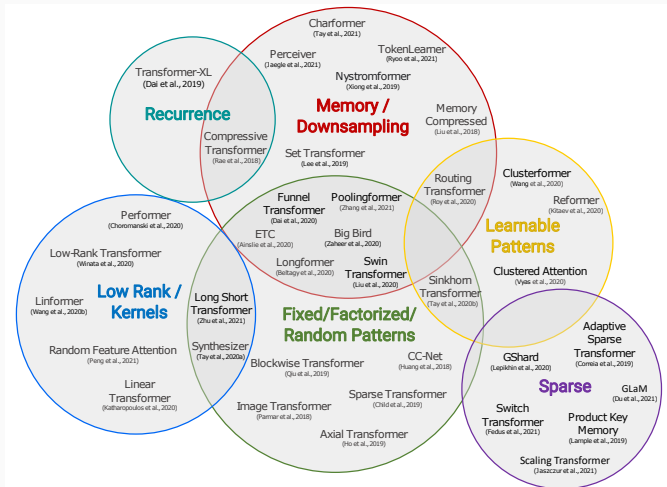 Charformer
(Tay et al., 2021)
TokenLearner
(Ryoo et al., 2021)
Perceiver
(Jaegle et al., 2021)
Transformer-XL
(Dai et al., 2019)
Nystromformer
(Xiong et al., 2019)
Recurrence
Memory /
Downsampling
Memory
Compressed
(Liu et al., 2018)
Compressive
Transformer
(Rae et al., 2018)
Set Transformer
(Lee et al., 2019)
Clusterformer
(Wang et al., 2020)
Routing
Transformer
(Roy et al., 2020)
Reformer
(Kitaev et al., 2020)
Funnel
Transformer
(Dai et al., 2020)
Poolingformer
(Zhang et al., 2021)
Performer
(Choromanski et al., 2020)
Learnable
Patterns
ETC
(Ainslie et al., 2020)
Big Bird
(Zaheer et al., 2020)
Low-Rank Transformer
(Winata et al., 2020)
Longformer
(Beltagy et al., 2020)
Swin
Transformer
(Liu et al., 2020)
Clustered Attention
(Vyas et al., 2020)
Sinkhorn
Transformer
(Tay et al., 2020b)
Low Rank /
Kernels
Linformer
(Wang et al., 2020b)
Long Short
Transformer
(Zhu et al., 2021)
Fixed/Factorized/
Random Patterns
Adaptive
Sparse
Transformer
(Correia et al., 2019)
Random Feature Attention
(Peng et al., 2021)
Synthesizer
(Tay et al., 2020a)
Blockwise Transformer
(Qiu et al., 2019)
CC-Net
(Huang et al., 2018)
GShard
(Lepikhin et al., 2020)
Sparse
GLaM
(Du et al., 2021)
Linear
Transformer
(Katharopoulos et al., 2020)
Image Transformer
(Parmar et al., 2018)
Sparse Transformer
(Child et al., 2019)
Switch
Transformer
(Fedus et al., 2021)
Product Key
Memory
(Lample et al., 2019)
Axial Transformer
(Ho et al., 2019)
Scaling Transformer
(Jaszczur et al., 2021)